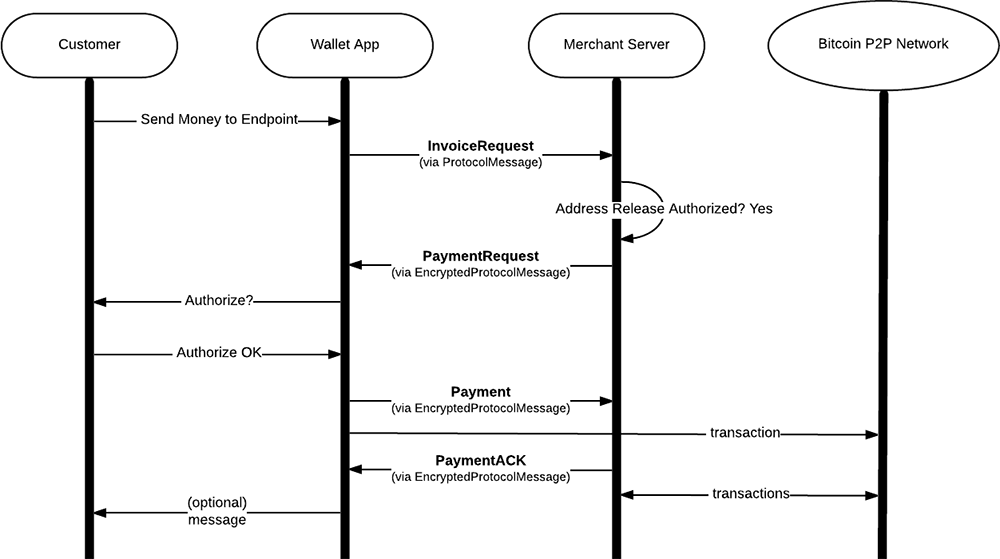 Customer
Wallet App
Merchant Server
Bitcoin P2P Network
Send Money to Endpoint
InvoiceRequest
(via ProtocolMessage)
Address Release Authorized? Yes
PaymentRequest
(via EncryptedProtocolMessage)
Authorize?
Authorize OK
Payment
(via EncryptedProtocolMessage)
transaction
PaymentACK
(via EncryptedProtocolMessage)
transactions
(optional)
message